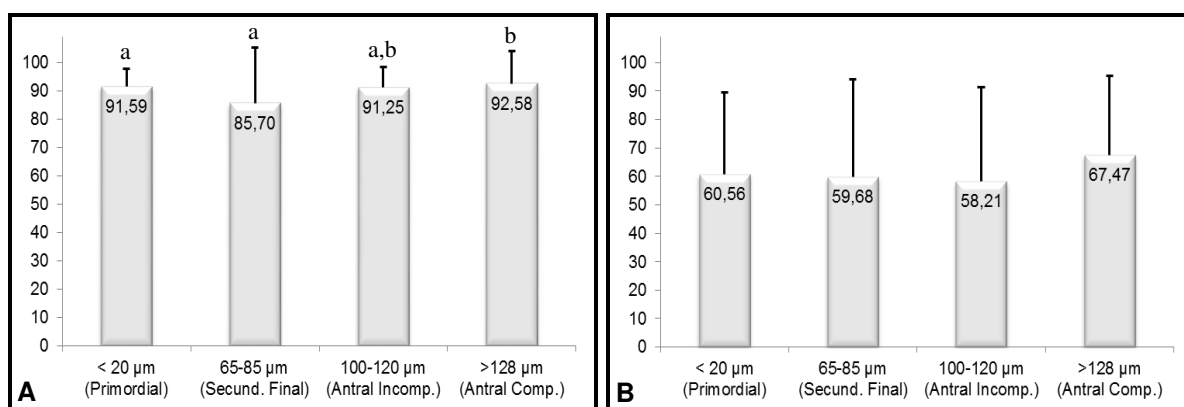 a a a,b b
100
90
80
70
60
50
40
30
20
10
0
91,59 85,70 91,25 92,58
< 20 µm 65-85 µm 100-120 µm >128 µm
(Primordial) (Secund. Final) (Antral Incomp.) (Antral Comp.)
A
100
90
80
70
60
50
40
30
20
10
0
60,56 59,68 58,21 67,47
< 20 µm 65-85 µm 100-120 µm >128 µm
(Primordial) (Secund. Final) (Antral Incomp.) (Antral Comp.)
B